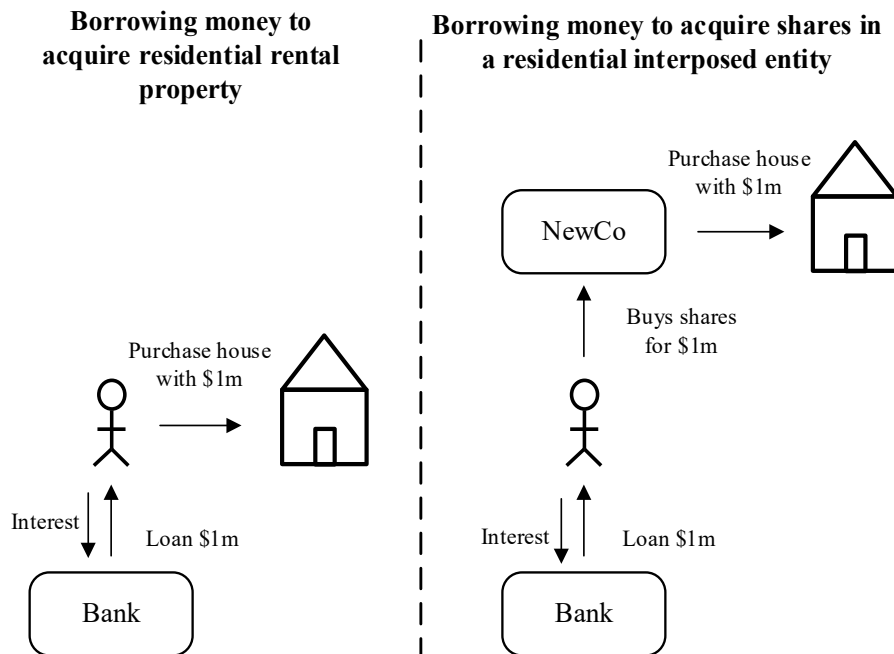 Borrowing money to
acquire residential rental
property
Purchase house
with $1m
Interest
Loan $1m
Bank
Borrowing money to acquire shares in
a residential interposed entity
Purchase house
with $1m
NewCo
Buys shares
for $1m
Interest
Loan $1m
Bank